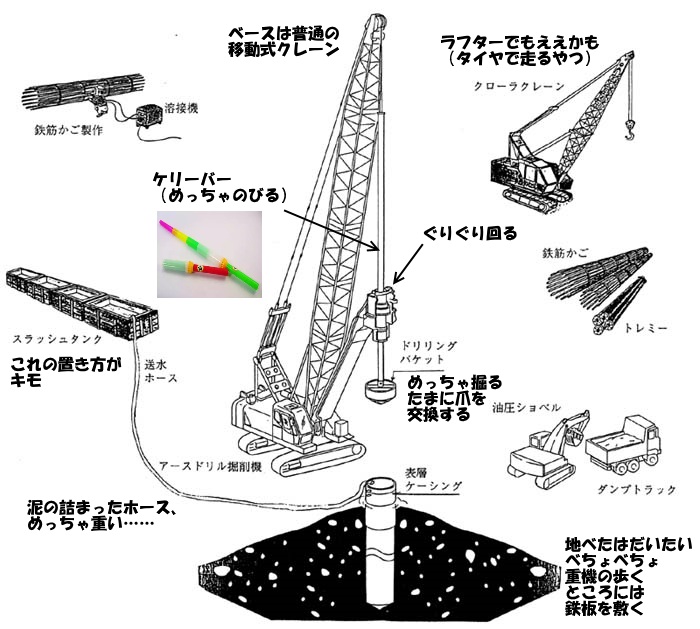 ベースは普通の
移動式クレーン
ラフターでもええかも
(タイヤで走るやつ)
クローラクレーン
溶接機
鉄筋かご製作
ケリーバー
(めっちゃのびる)
ぐりぐり回る
鉄筋かご
トレミー
スラッシュタンク
これの置き方が
キモ
送水
ホース
ドリリング
バケット
めっちゃ掘る
たまに爪を
交換する
油圧ショベル
ダンプトラック
アースドリル掘削機
表層
ケーシング
泥の詰まったホース、
めっちゃ重い……
地べたはだいたい
べちょべちょ
重機の歩く
ところには
鉄板を敷く